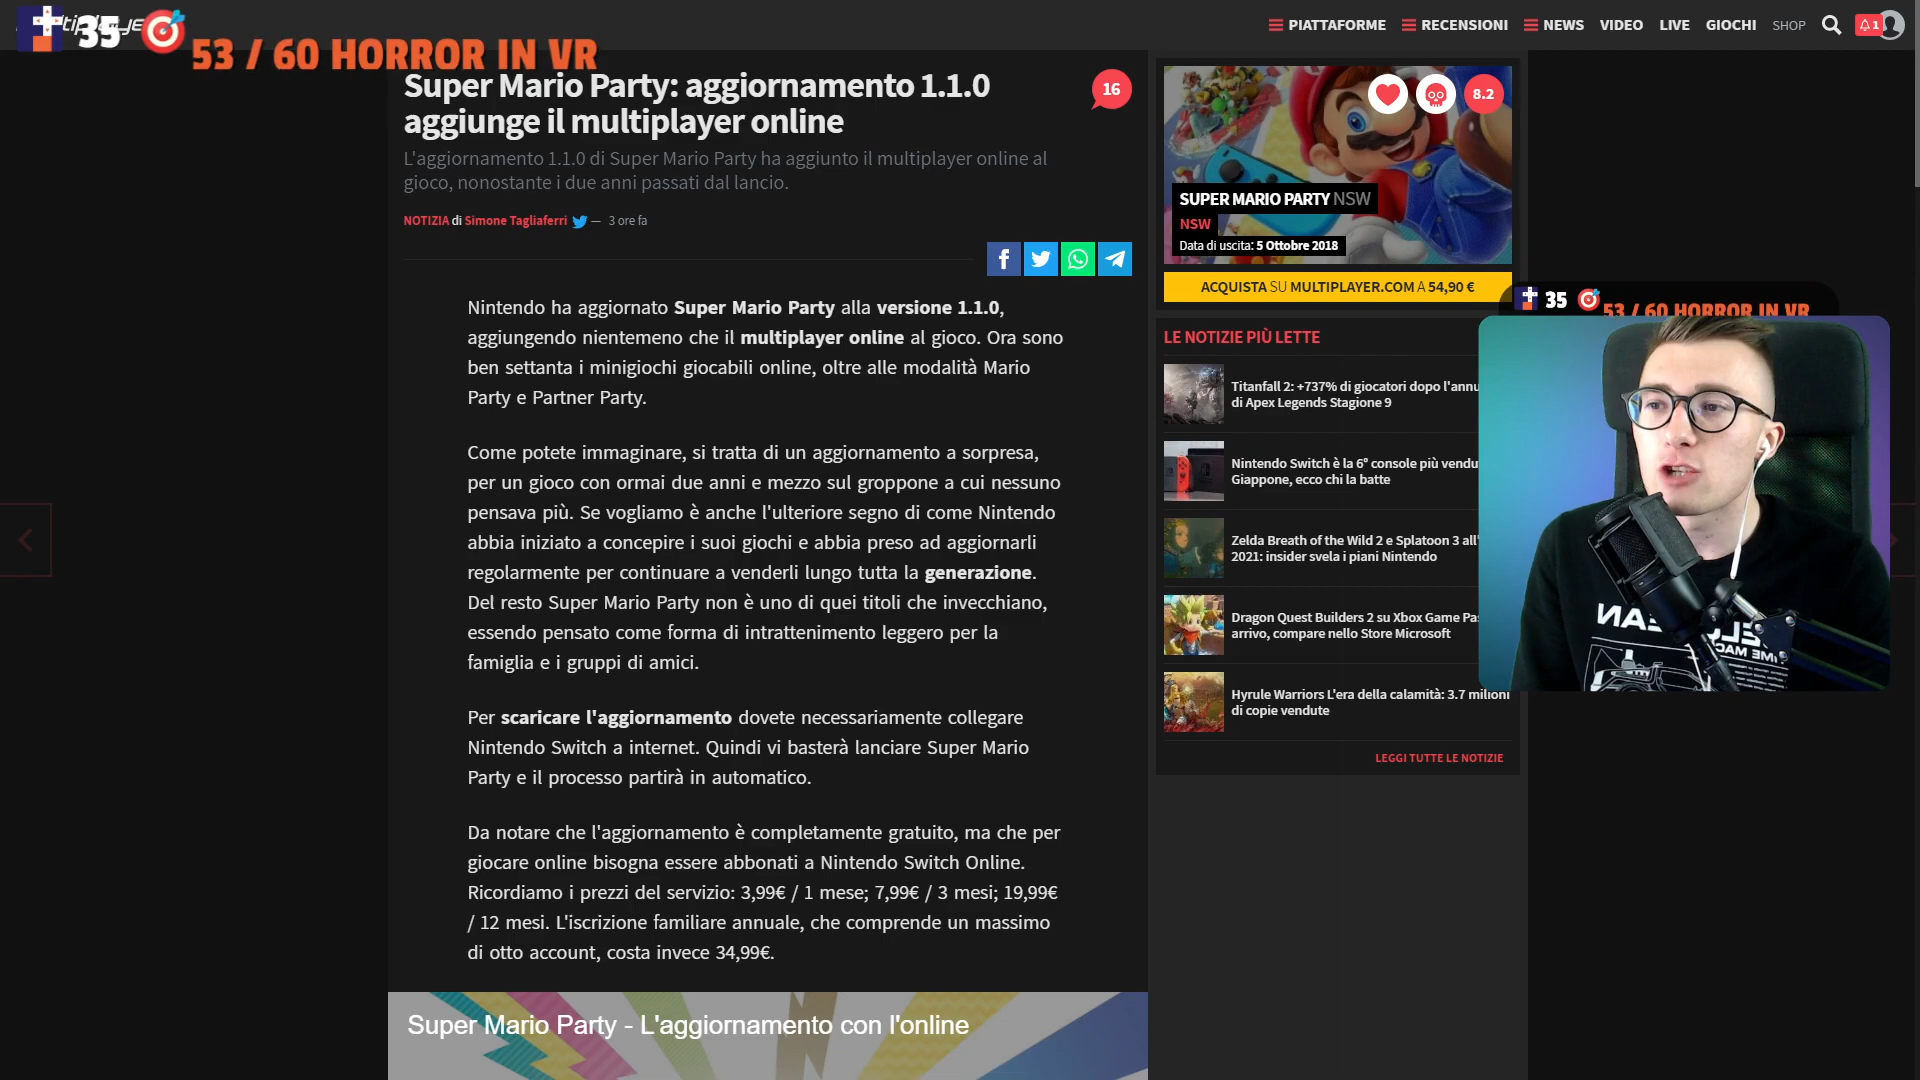 35
53 / 60 HORROR IN VR
PIATTAFORME
RECENSIONI
NEWS
VIDEO
LIVE
GIOCHI
SHOP
1
Super Mario Party: aggiornamento 1.1.0
aggiunge il multiplayer online
16
L'aggiornamento 1.1.0 di Super Mario Party ha aggiunto il multiplayer online al
gioco, nonostante i due anni passati dal lancio.
NOTIZIA di Simone Tagliaferri — 3 ore fa
Nintendo ha aggiornato Super Mario Party alla versione 1.1.0,
aggiungendo nientemeno che il multiplayer online al gioco. Ora sono
ben settanta i minigiochi giocabili online, oltre alle modalità Mario
Party e Partner Party.
Come potete immaginare, si tratta di un aggiornamento a sorpresa,
per un gioco con ormai due anni e mezzo sul groppone a cui nessuno
pensava più. Se vogliamo è anche l'ulteriore segno di come Nintendo
abbia iniziato a concepire i suoi giochi e abbia preso ad aggiornarli
regolarmente per continuare a venderli lungo tutta la generazione.
Del resto Super Mario Party non è uno di quei titoli che invecchiano,
essendo pensato come forma di intrattenimento leggero per la
famiglia e i gruppi di amici.
Per scaricare l'aggiornamento dovete necessariamente collegare
Nintendo Switch a internet. Quindi vi basterà lanciare Super Mario
Party e il processo partirà in automatico.
Da notare che l'aggiornamento è completamente gratuito, ma che per
giocare online bisogna essere abbonati a Nintendo Switch Online.
Ricordiamo i prezzi del servizio: 3,99€ / 1 mese; 7,99€ / 3 mesi; 19,99€
/ 12 mesi. L'iscrizione familiare annuale, che comprende un massimo
di otto account, costa invece 34,99€.
Super Mario Party - L'aggiornamento con l'online
8.2
SUPER MARIO PARTY NSW
NSW
Data di uscita: 5 Ottobre 2018
ACQUISTA SU MULTIPLAYER.COM A 54,90 €
35
53 / 60 HORROR IN VR
LE NOTIZIE PIÙ LETTE
Titanfall 2: +737% di giocatori dopo l'annu
di Apex Legends Stagione 9
Nintendo Switch è la 6° console più vendu
Giappone, ecco chi la batte
Zelda Breath of the Wild 2 e Splatoon 3 all'
2021: insider svela i piani Nintendo
Dragon Quest Builders 2 su Xbox Game Pas
arrivo, compare nello Store Microsoft
Hyrule Warriors L'era della calamità: 3.7 milioni
di copie vendute
LEGGI TUTTE LE NOTIZIE